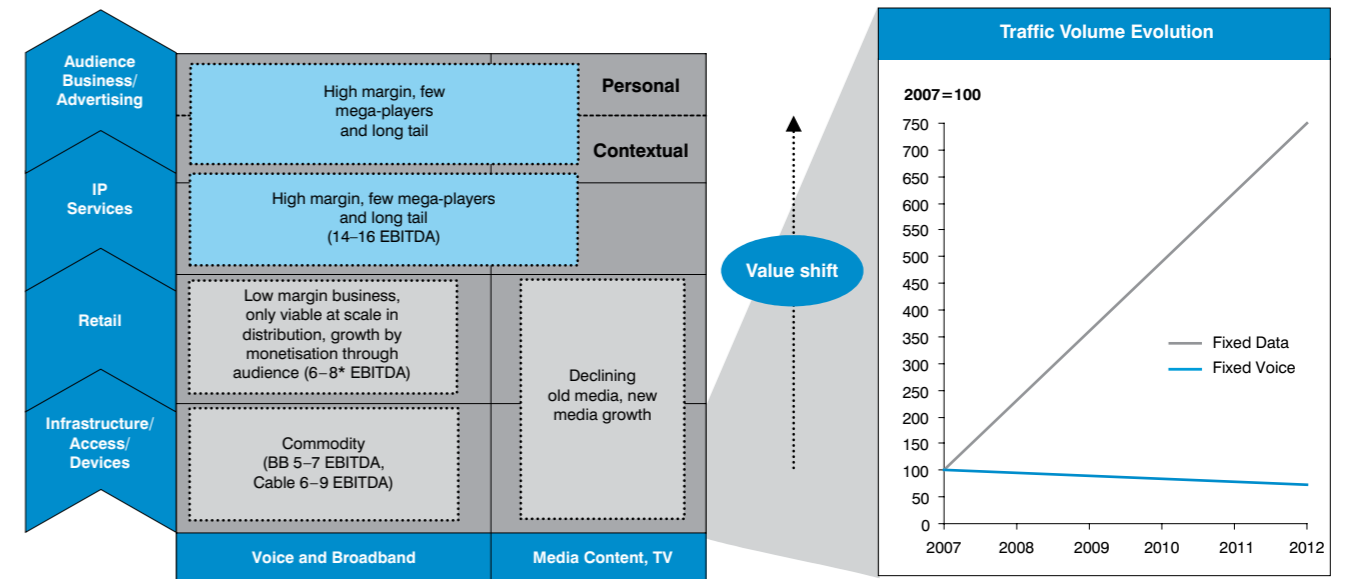 Audience
Business/
Advertising
IP
Services
Retail
Infrastructure/
Access/
Devices
High margin, few
mega-players
and long tail
Personal
Contextual
High margin, few mega-players
and long tail
(14–16 EBITDA)
Low margin business,
only viable at scale in
distribution, growth by
monetisation through
audience (6–8* EBITDA)
Declining
old media, new
media growth
Commodity
(BB 5–7 EBITDA,
Cable 6–9 EBITDA)
Voice and Broadband
Media Content, TV
Value shift
Traffic Volume Evolution
2007=100
750
700
650
600
550
500
450
400
350
300
250
200
150
100
50
0
Fixed Data
Fixed Voice
2007 2008 2009 2010 2011 2012